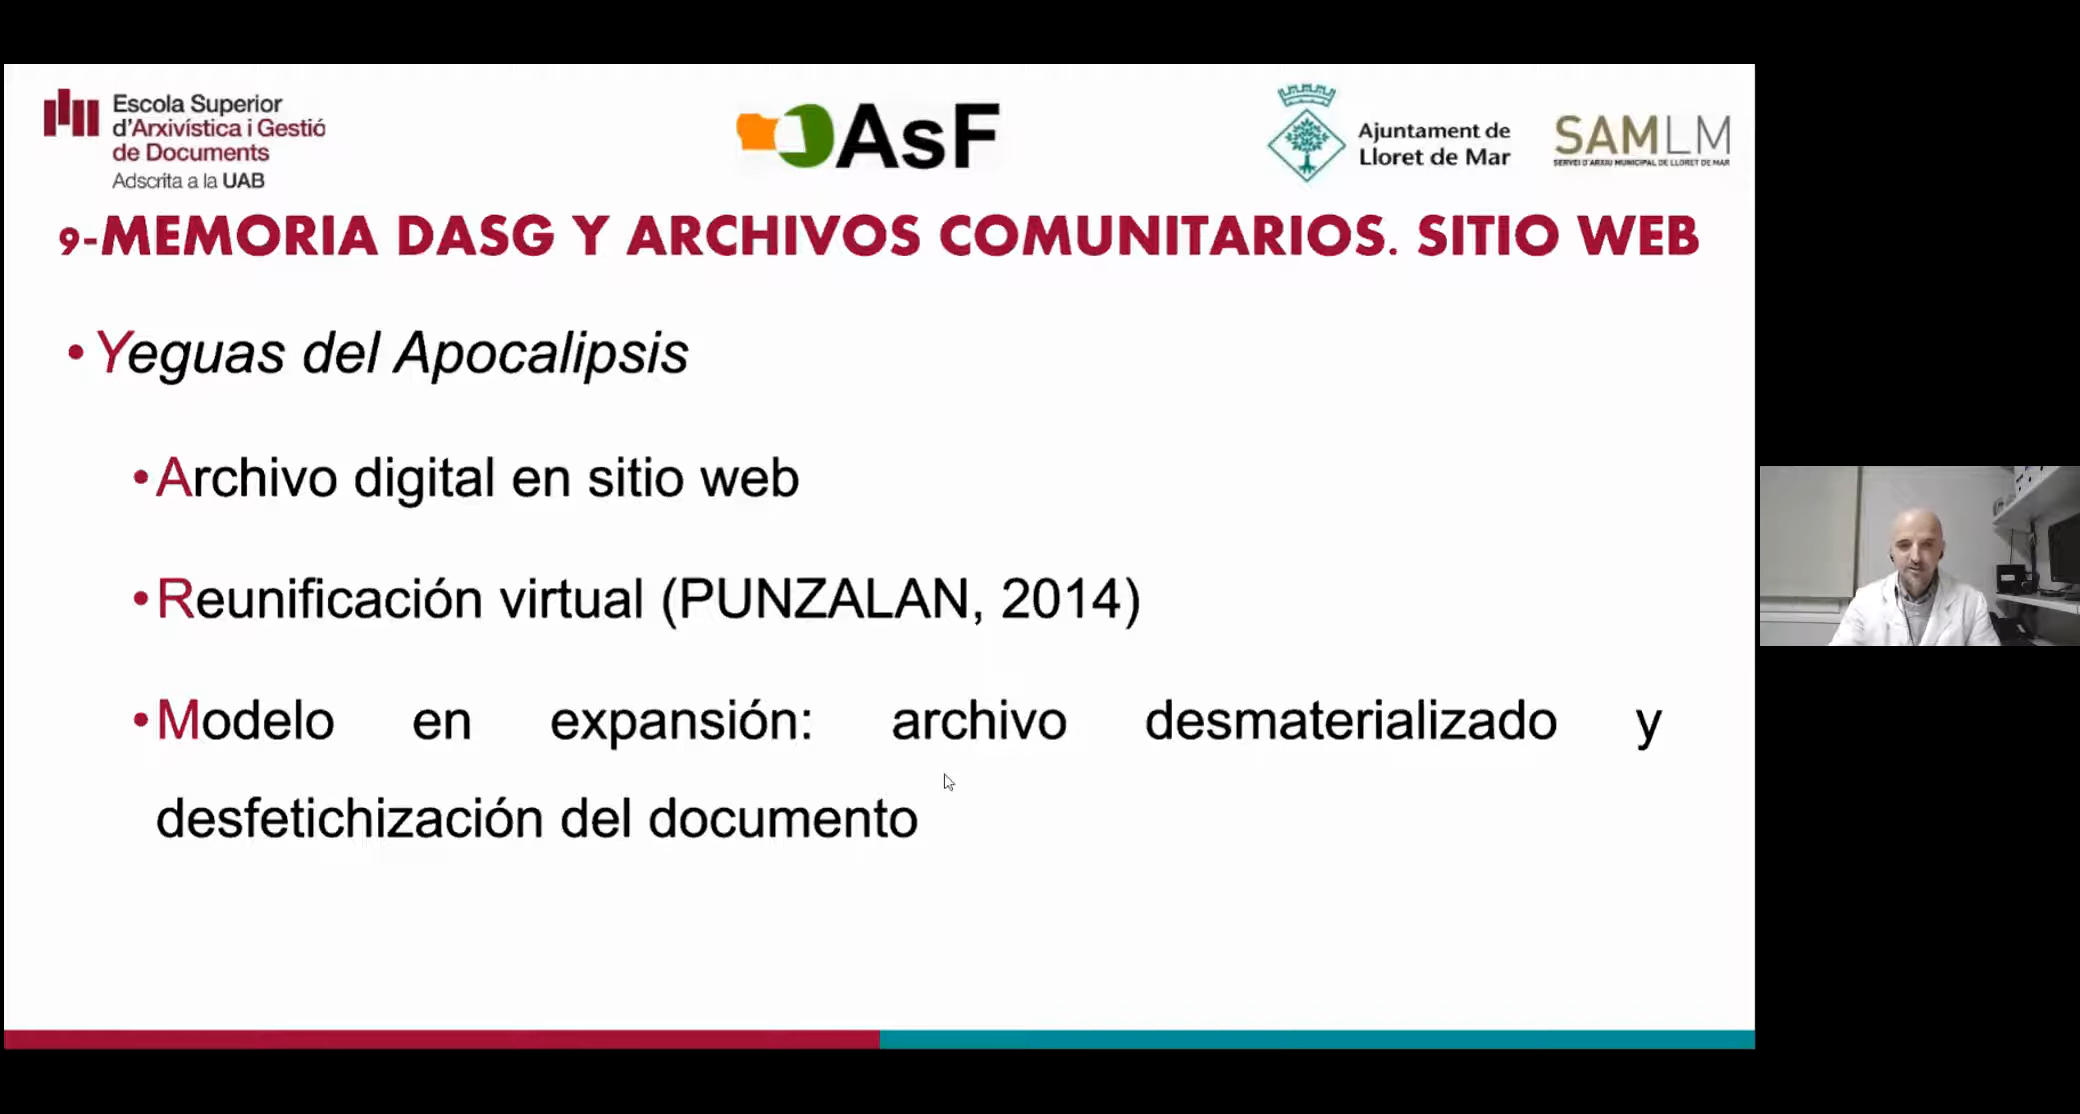 Escola Superior
d'Arxivística i Gestió
de Documents
Adscrita a la UAB
AsF
Ajuntament de
Lloret de Mar
SAMLM
SERVEI D'ARXIU MUNICIPAL DE LLORET DE MAR
9-MEMORIA DASG Y ARCHIVOS COMUNITARIOS. SITIO WEB
•Yeguas del Apocalipsis
•Archivo digital en sitio web
•Reunificación virtual (PUNZALAN, 2014)
•Modelo en expansión: archivo desmaterializado y
desfetichización del documento